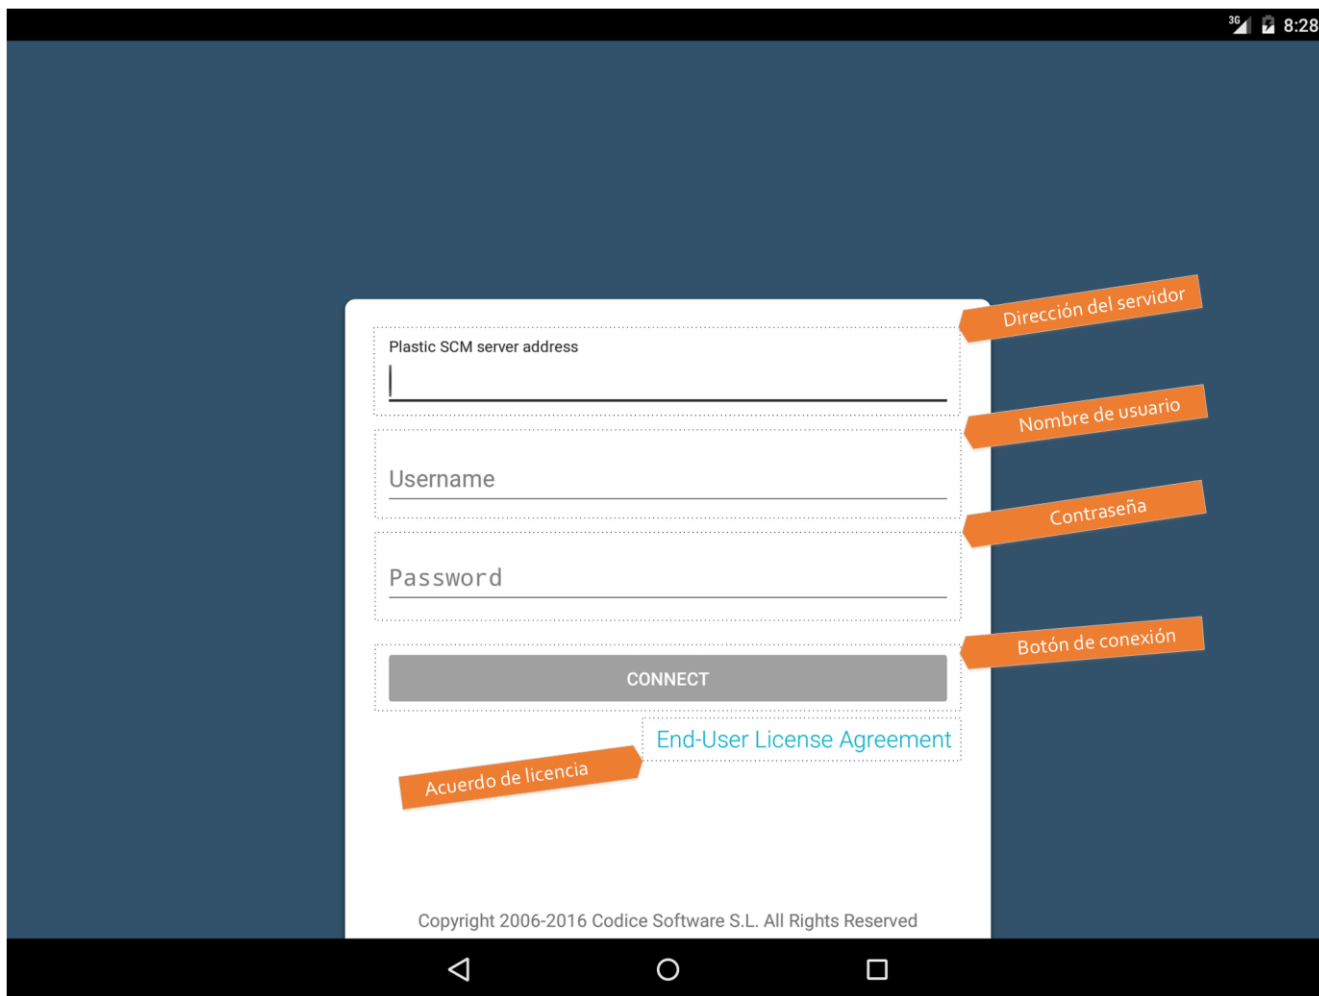 3G 8:28
Dirección del servidor
Plastic SCM server address
Nombre de usuario
Username
Contraseña
Password
Botón de conexión
CONNECT
End-User License Agreement
Acuerdo de licencia
Copyright 2006-2016 Codice Software S.L. All Rights Reserved